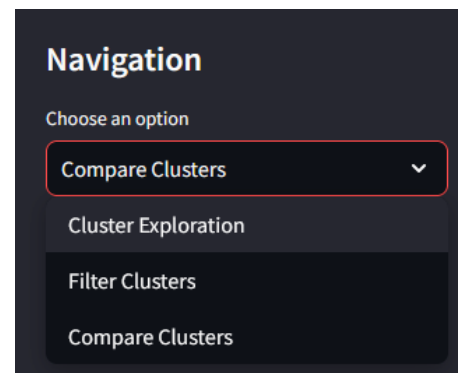 Navigation
Choose an option
Compare Clusters
Cluster Exploration
Filter Clusters
Compare Clusters